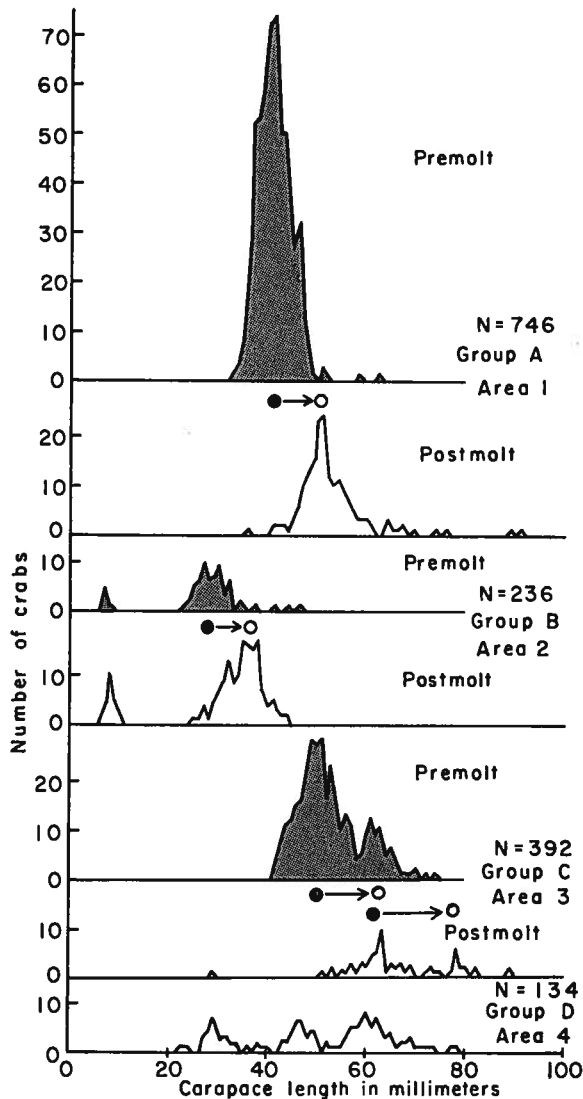 70
60
50
40
30
20
10
0
Premolt
N=746
Group A
Area 1
20
10
0
Postmolt
10
0
Premolt
N=236
Group B
Area 2
10
0
Postmolt
20
10
0
Premolt
N=392
Group C
Area 3
Postmolt
10
0
N=134
Group D
Area 4
10
0
0 20 40 60 80 100
Carapace length in millimeters
Number of crabs